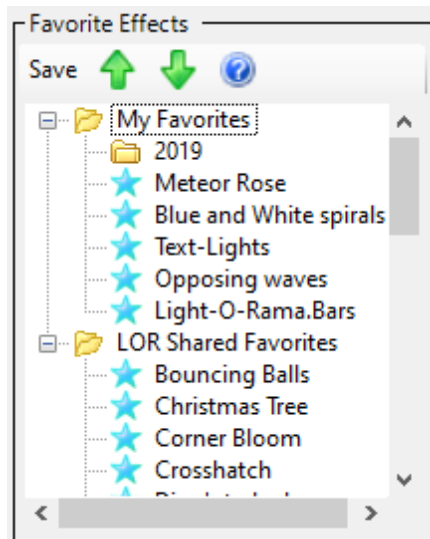 Favorite Effects
Save
My Favorites
2019
Meteor Rose
Blue and White spirals
Text-Lights
Opposing waves
Light-O-Rama.Bars
LOR Shared Favorites
Bouncing Balls
Christmas Tree
Corner Bloom
Crosshatch